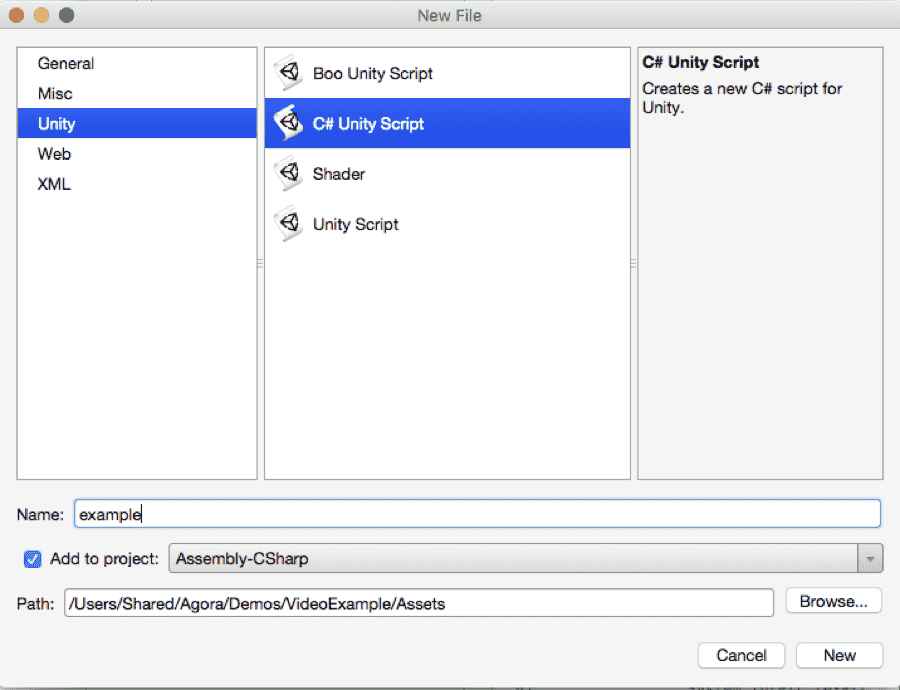 New File
General
Misc
Unity
Web
XML
Boo Unity Script
C# Unity Script
Shader
Unity Script
C# Unity Script
Creates a new C# script for
Unity.
Name: example
Add to project: Assembly-CSharp
Path: /Users/Shared/Agora/Demos/VideoExample/Assets Browse...
Cancel New